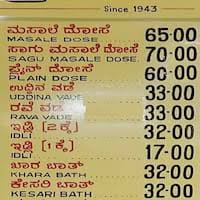 Since 1943
ಮಸಾಲೆ ದೋಸೆ 65-00
MASALE DOSE
ಸಾಗು ಮಸಾಲೆ ದೋಸೆ 70-00
SAGU MASALE DOSE
ಪ್ಲೈನ್ ದೋಸೆ 60-00
PLAIN DOSE
ಉದ್ದಿನ ವಡೆ 33-00
UDDINA VADE
ರವೆ ವಡೆ 33-00
RAVA VADE
ಇಡ್ಲಿ [2 ಕ್ಕೆ] 32-00
IDLI
ಇಡ್ಲಿ [1 ಕ್ಕೆ] 17-00
IDLI
ಖಾರ ಬಾತ್ 32-00
KHARA BATH
ಕೇಸರಿ ಬಾತ್ 32-00
KESARI BATH